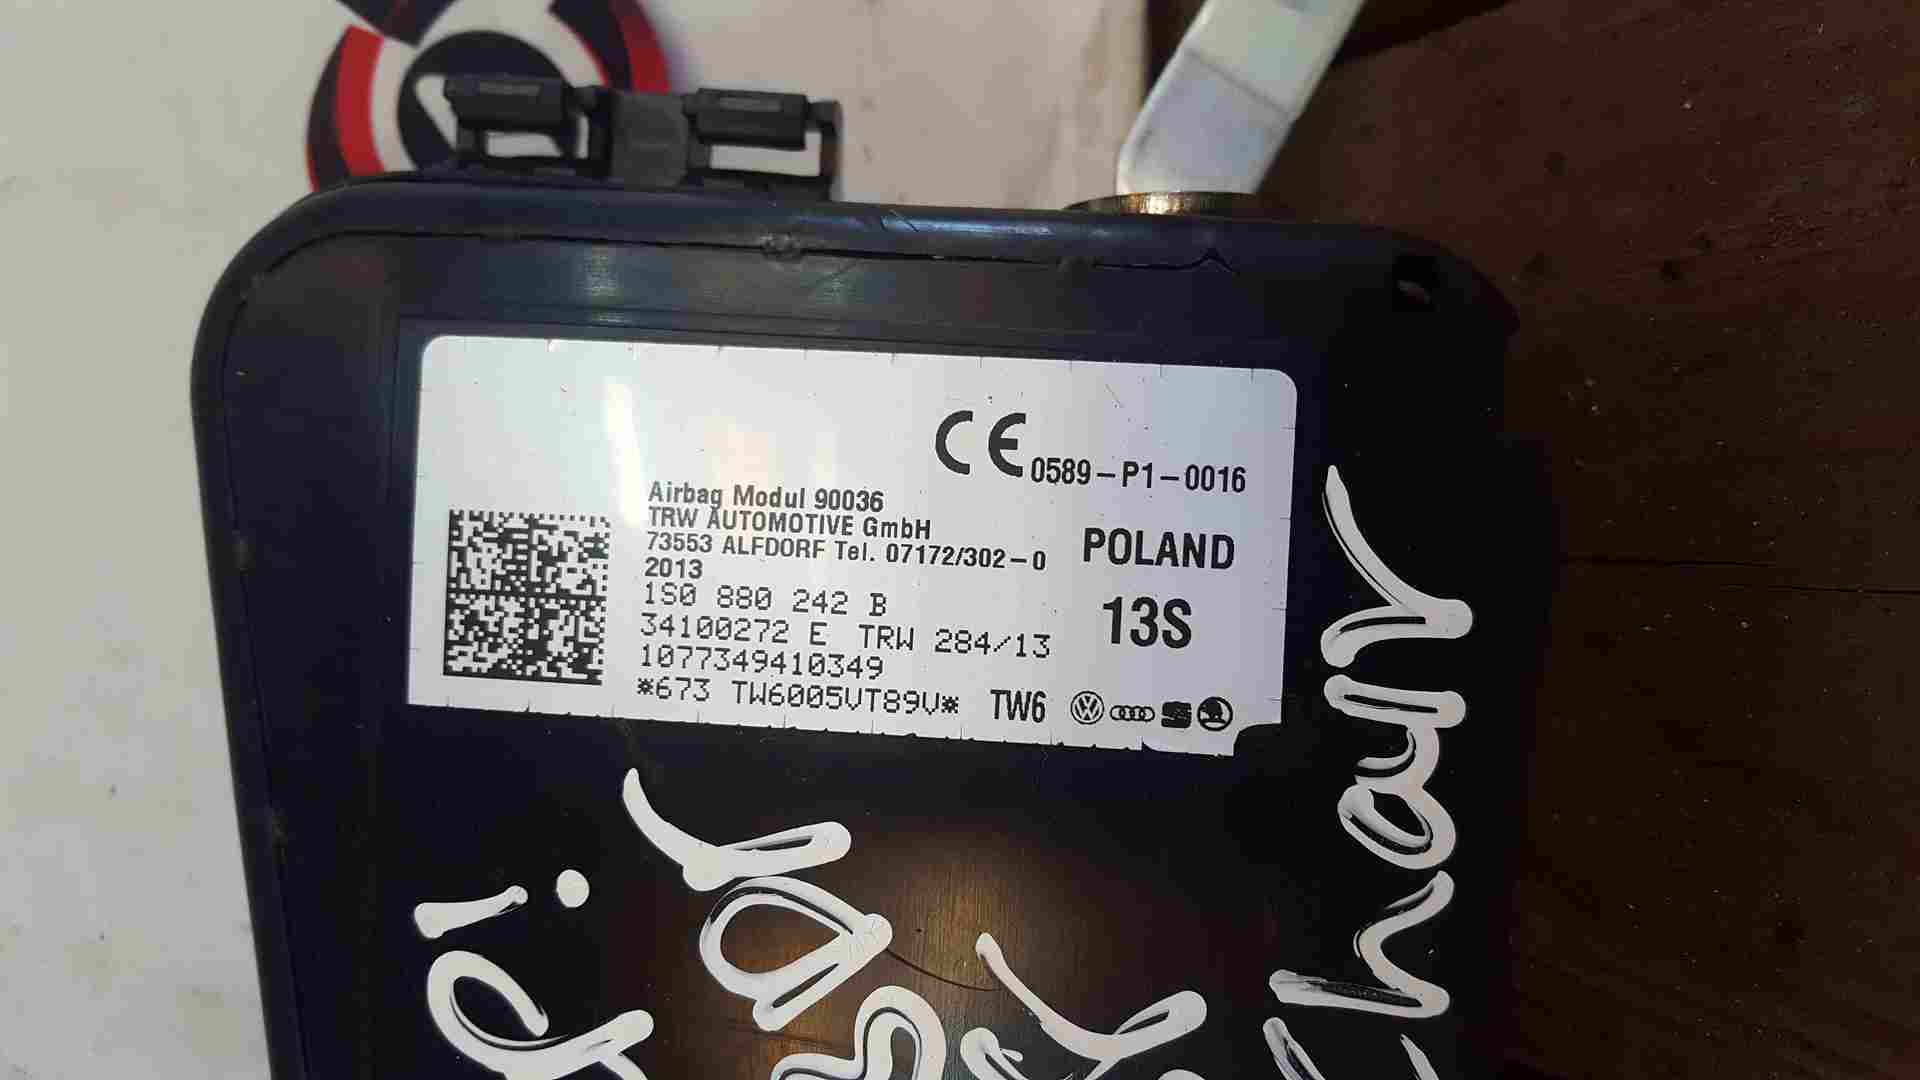 CE 0589-P1-0016
Airbag Modul 90036
TRW AUTOMOTIVE GmbH
73553 ALFDORF Tel. 07172/302-0
POLAND
2013
1S0 880 242 B
13S
34100272 E TRW 284/13
1077349410349
*673 TW6005VT89V* TW6